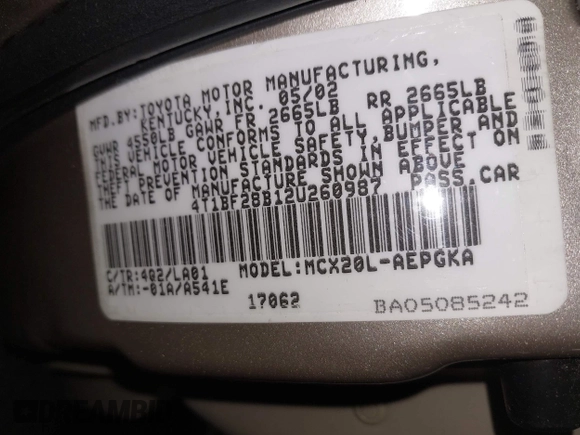 MFD.BY:TOYOTA MOTOR MANUFACTURING,
KENTUCKY, INC. 05/02
GVWR 4550LB GAWR FR 2665LB RR 2665LB
THIS VEHICLE CONFORMS TO ALL APPLICABLE
FEDERAL MOTOR VEHICLE SAFETY, BUMPER AND
THEFT PREVENTION STANDARDS IN EFFECT ON
THE DATE OF MANUFACTURE SHOWN ABOVE
4T1BF28B12U260987 PASS.CAR
C/TR:4Q2/LA01 MODEL:MCX20L-AEPGKA
A/TM:-01A/A541E
17062 BA05085242